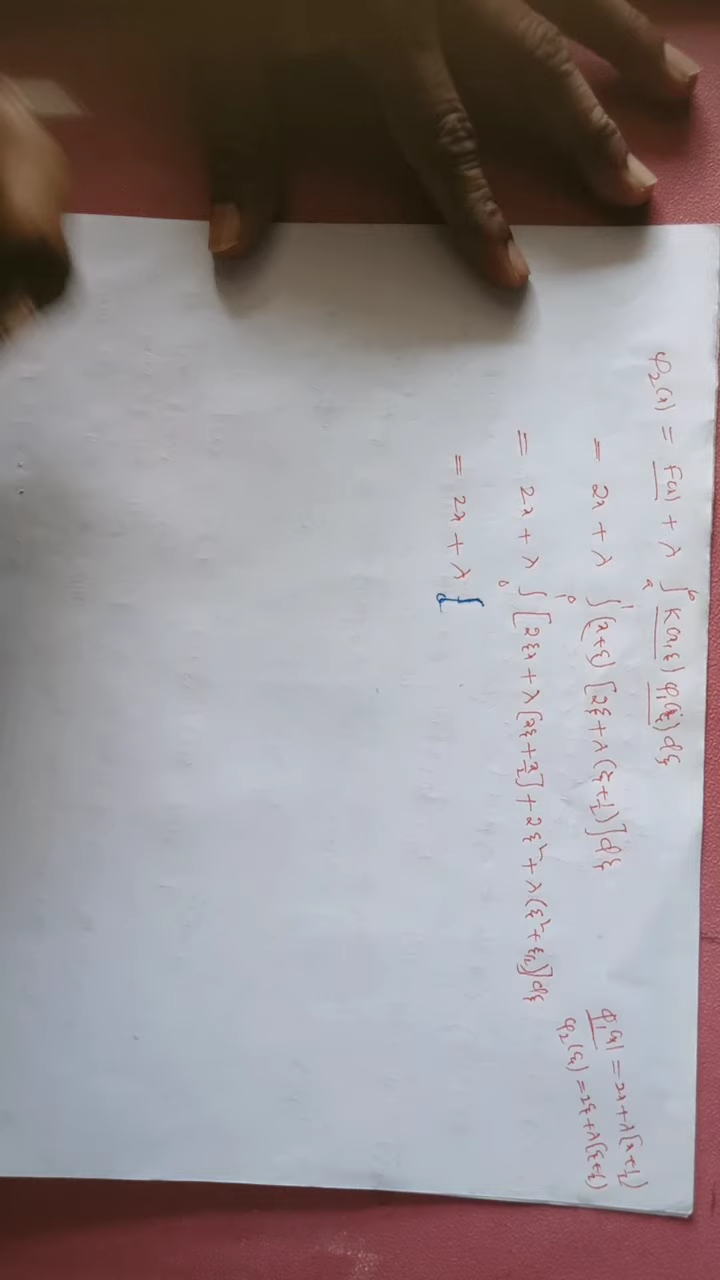 φ₂(x) = f(x) + λ ∫ₐᵇ K(x,ξ) φ₁(ξ)dξ
= 2x + λ ∫₀¹ (x+ξ) [2ξ+λ(ξ+½)]dξ
= 2x + λ ∫₀¹ [2ξx + λ[xξ+x/2] + 2ξ² + λ(ξ²+ξ/2)]dξ
= 2x + λ {
φ₁(x) = 2x+λ[x+½]
φ₂(ξ) = 2ξ+λ[ξ+½)